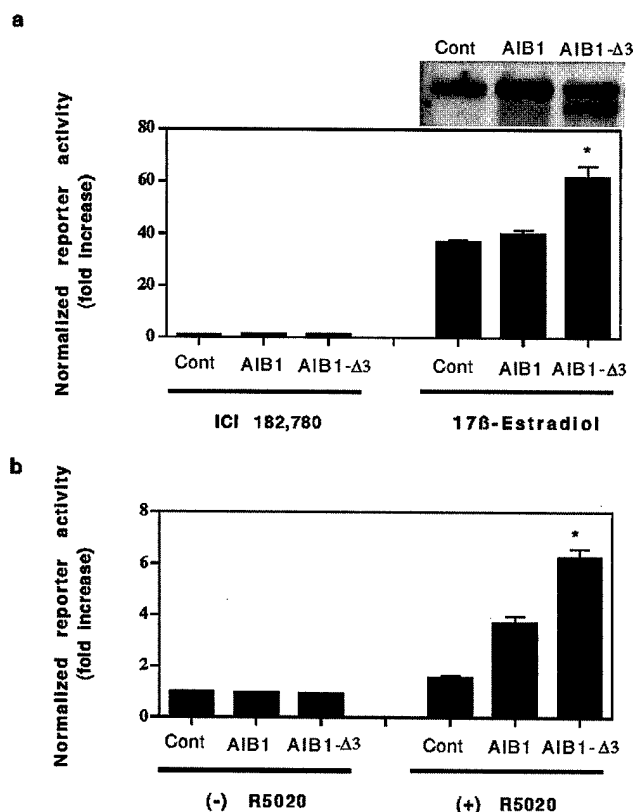 a
Cont AIB1 AIB1-Δ3
Normalized reporter activity
(fold increase)
80
60
40
20
0
*
Cont AIB1 AIB1-Δ3 Cont AIB1 AIB1-Δ3
ICI 182,780 17ß-Estradiol
b
Normalized reporter activity
(fold increase)
8
6
4
2
0
*
Cont AIB1 AIB1-Δ3 Cont AIB1 AIB1-Δ3
(-) R5020 (+) R5020